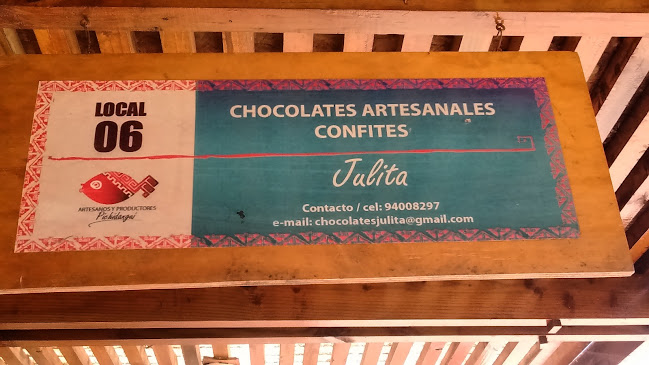 LOCAL
06
ARTESANOS Y PRODUCTORES
Pichidangui
CHOCOLATES ARTESANALES
CONFITES
Julita
Contacto / cel: 94008297
e-mail: chocolatesjulita@gmail.com